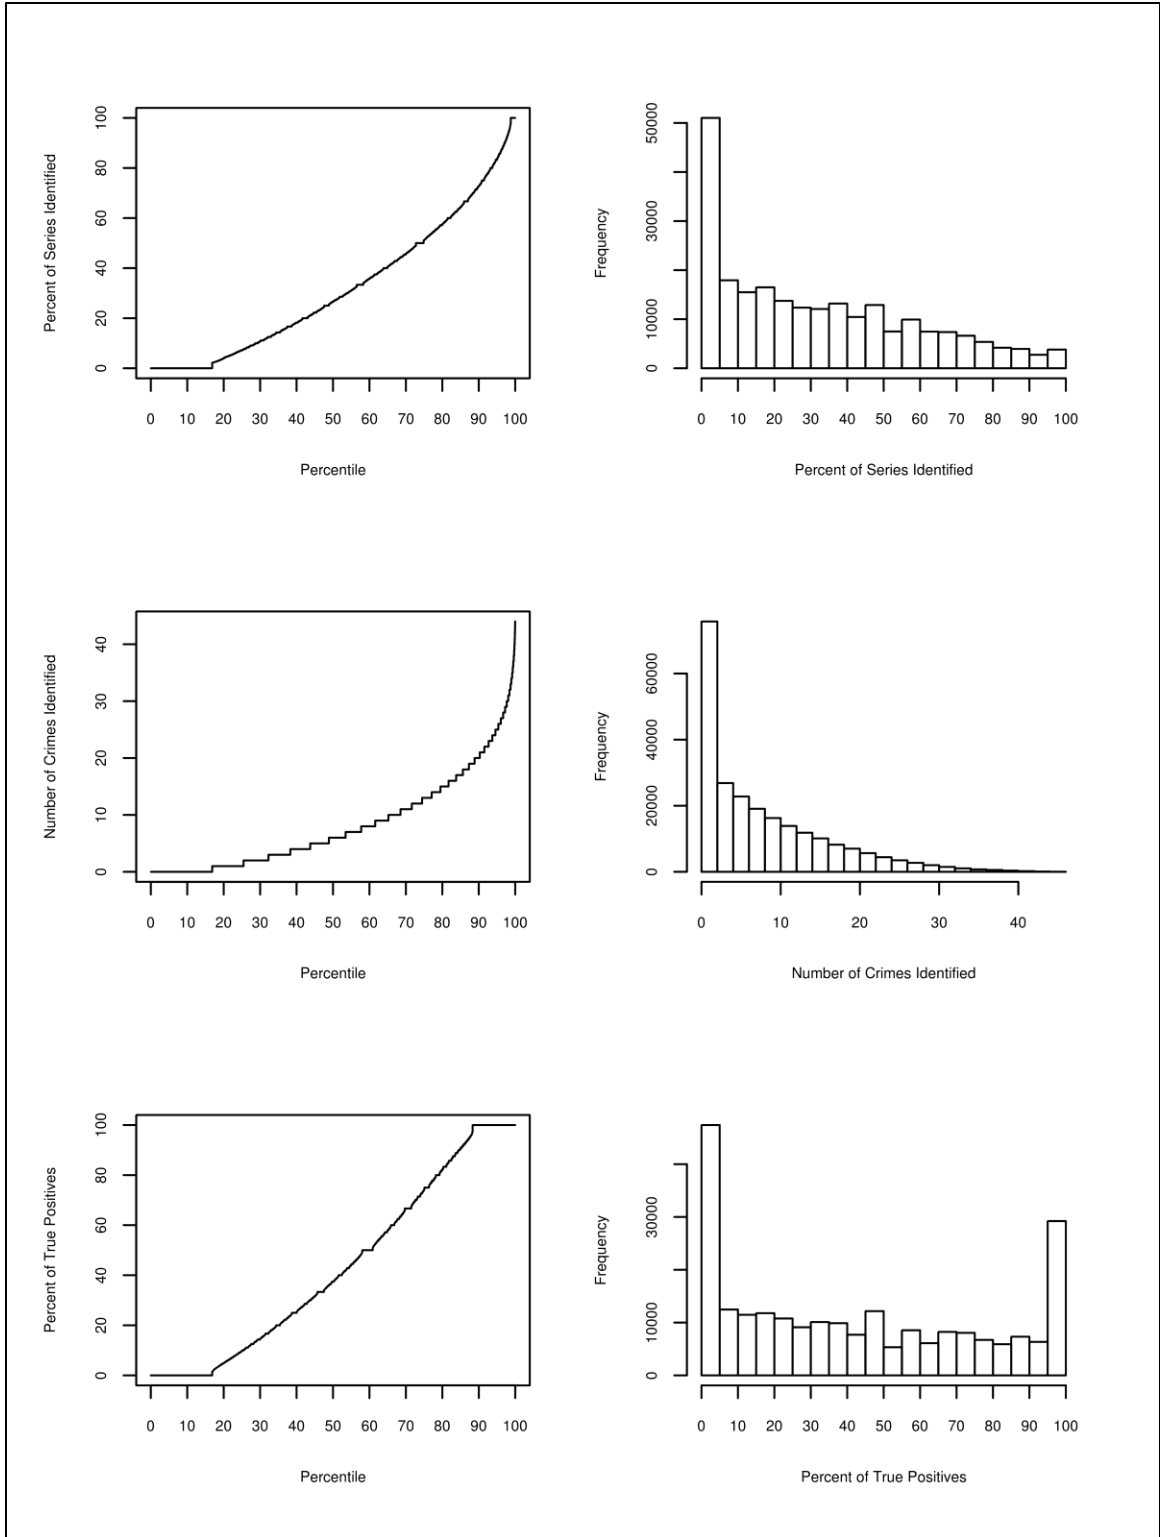 Percent of Series Identified
0 20 40 60 80 100
0 10 20 30 40 50 60 70 80 90 100
Percentile
Frequency
0 10000 30000 50000
0 10 20 30 40 50 60 70 80 90 100
Percent of Series Identified
Number of Crimes Identified
0 10 20 30 40
0 10 20 30 40 50 60 70 80 90 100
Percentile
Frequency
0 20000 40000 60000
0 10 20 30 40
Number of Crimes Identified
Percent of True Positives
0 20 40 60 80 100
0 10 20 30 40 50 60 70 80 90 100
Percentile
Frequency
0 10000 30000
0 10 20 30 40 50 60 70 80 90 100
Percent of True Positives